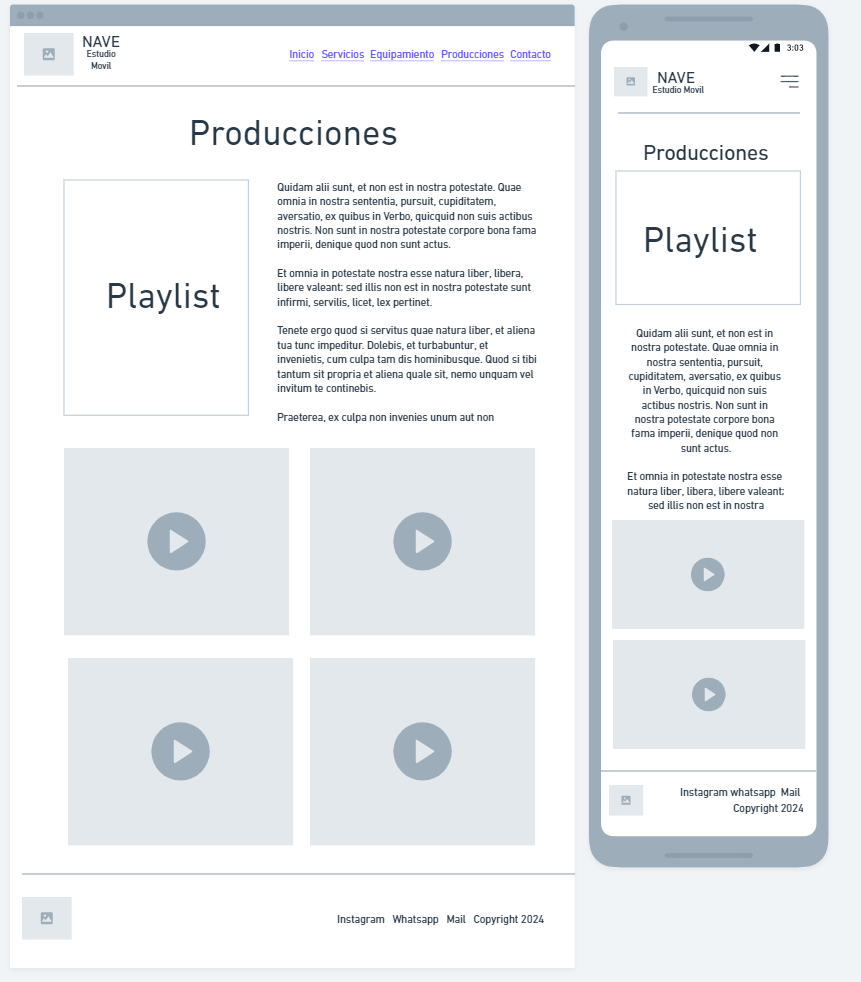 NAVE
Estudio
Movil
Inicio Servicios Equipamiento Producciones Contacto
Producciones
Playlist
Quidam alii sunt, et non est in nostra potestate. Quae
omnia in nostra sententia, pursuit, cupiditatem,
aversatio, ex quibus in Verbo, quicquid non suis actibus
nostris. Non sunt in nostra potestate corpore bona fama
imperii, denique quod non sunt actus.
Et omnia in potestate nostra esse natura liber, libera,
libere valeant; sed illis non est in nostra potestate sunt
infirmi, servilis, licet, lex pertinet.
Tenete ergo quod si servitus quae natura liber, et aliena
tua tunc impeditur. Dolebis, et turbabuntur, et
invenietis, cum culpa tam dis hominibusque. Quod si tibi
tantum sit propria et aliena quale sit, nemo unquam vel
invitum te continebis.
Praeterea, ex culpa non invenies unum aut non
Instagram Whatsapp Mail Copyright 2024
3:03
NAVE
Estudio Movil
Producciones
Playlist
Quidam alii sunt, et non est in
nostra potestate. Quae omnia in
nostra sententia, pursuit,
cupiditatem, aversatio, ex quibus
in Verbo, quicquid non suis
actibus nostris. Non sunt in
nostra potestate corpore bona
fama imperii, denique quod non
sunt actus.
Et omnia in potestate nostra esse
natura liber, libera, libere valeant;
sed illis non est in nostra
Instagram whatsapp Mail
Copyright 2024